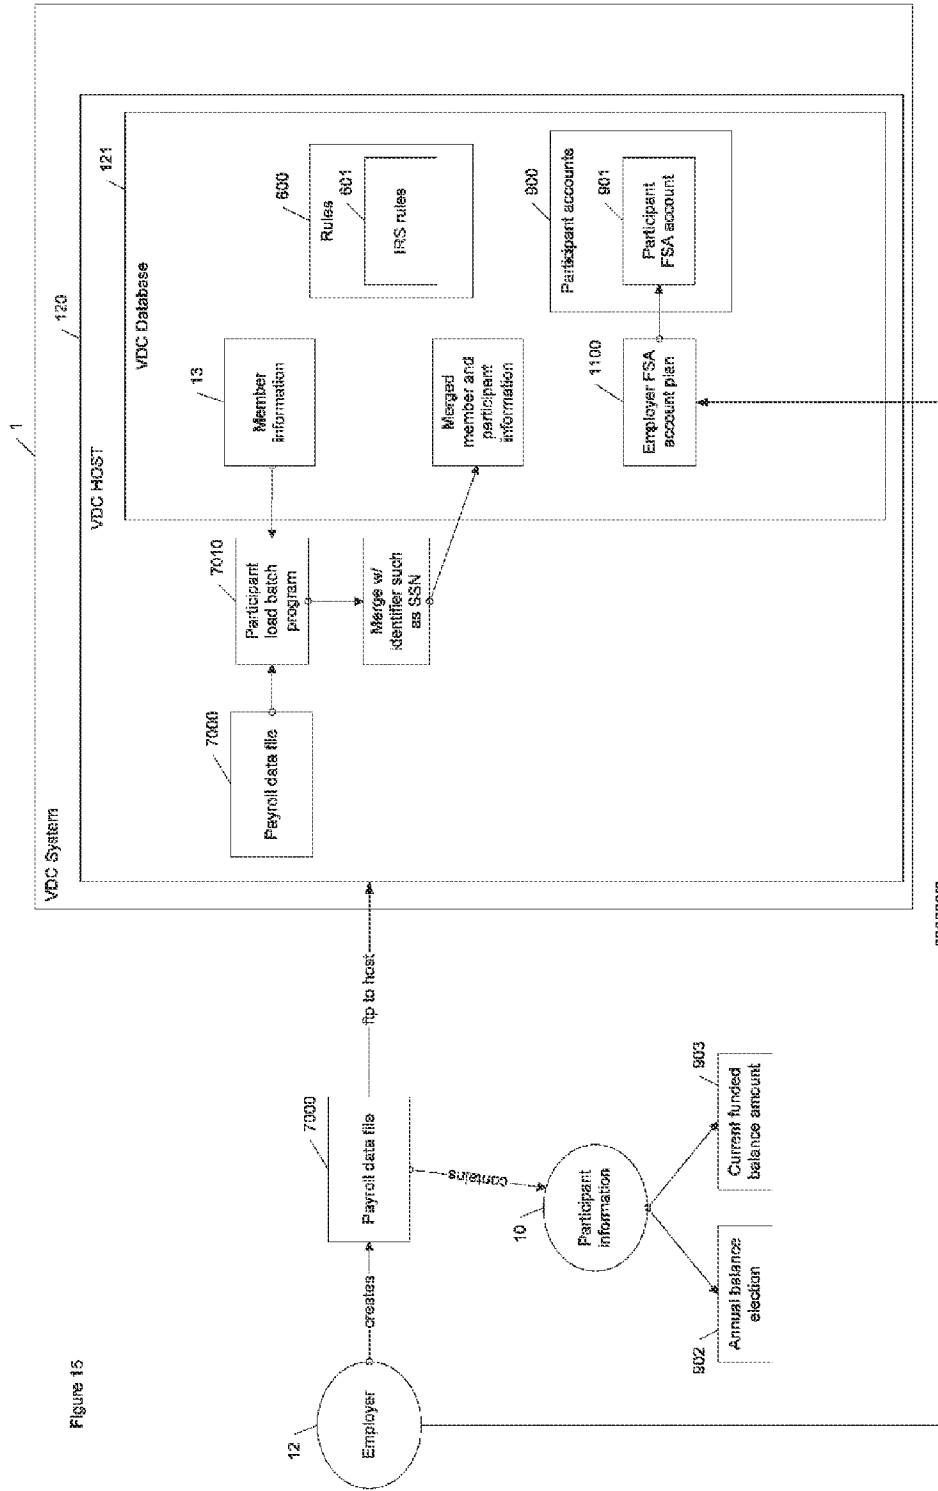 Figure 15
1
VDC System
120
VDC HOST
121
VDC Database
12
Employer
creates
7000
Payroll data file
ftp to host
contains
10
Participant
information
902
Annual balance
election
903
Current funded
balance amount
7000
Payroll data file
7010
Participant
load batch
program
Merge w/
identifier such
as SSN
13
Member
information
Merged
member and
participant
information
600
Rules
601
IRS rules
900
Participant accounts
901
Participant
FSA account
1100
Employer FSA
account plan